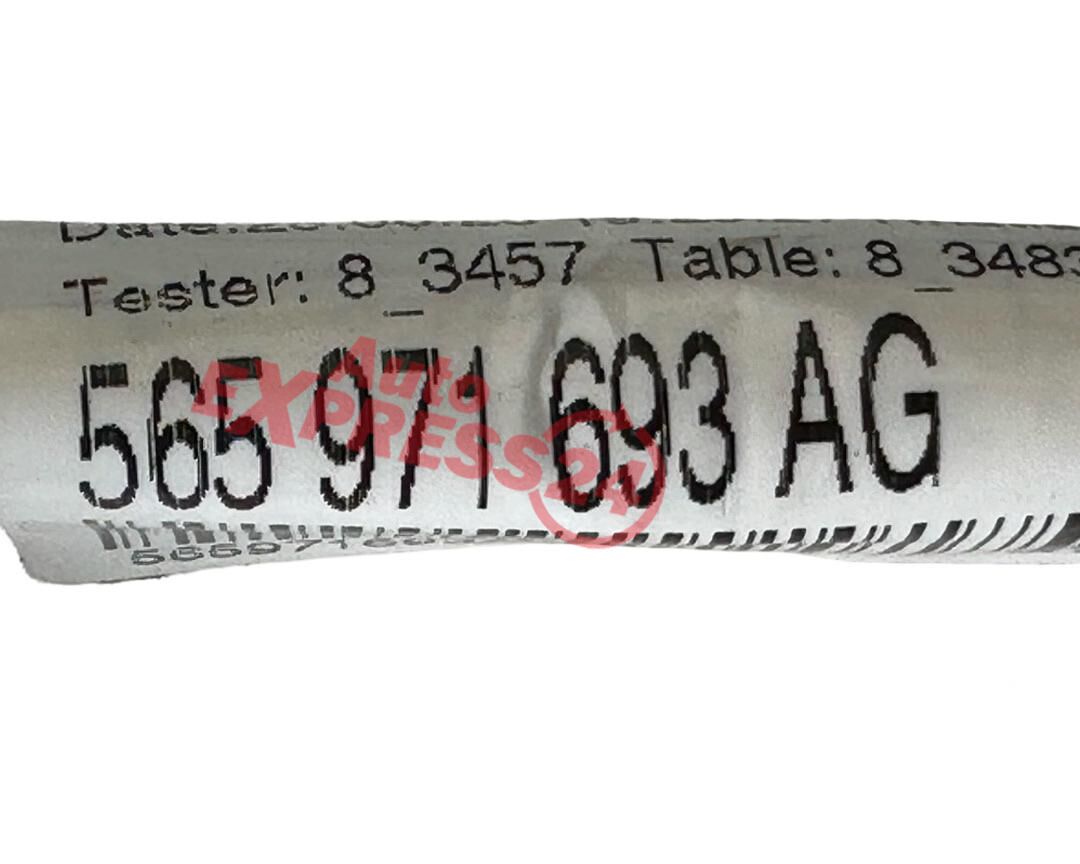 Tester: 8_3457 Table: 8_3483
565 971 693 AG
Auto
EXPRESS24